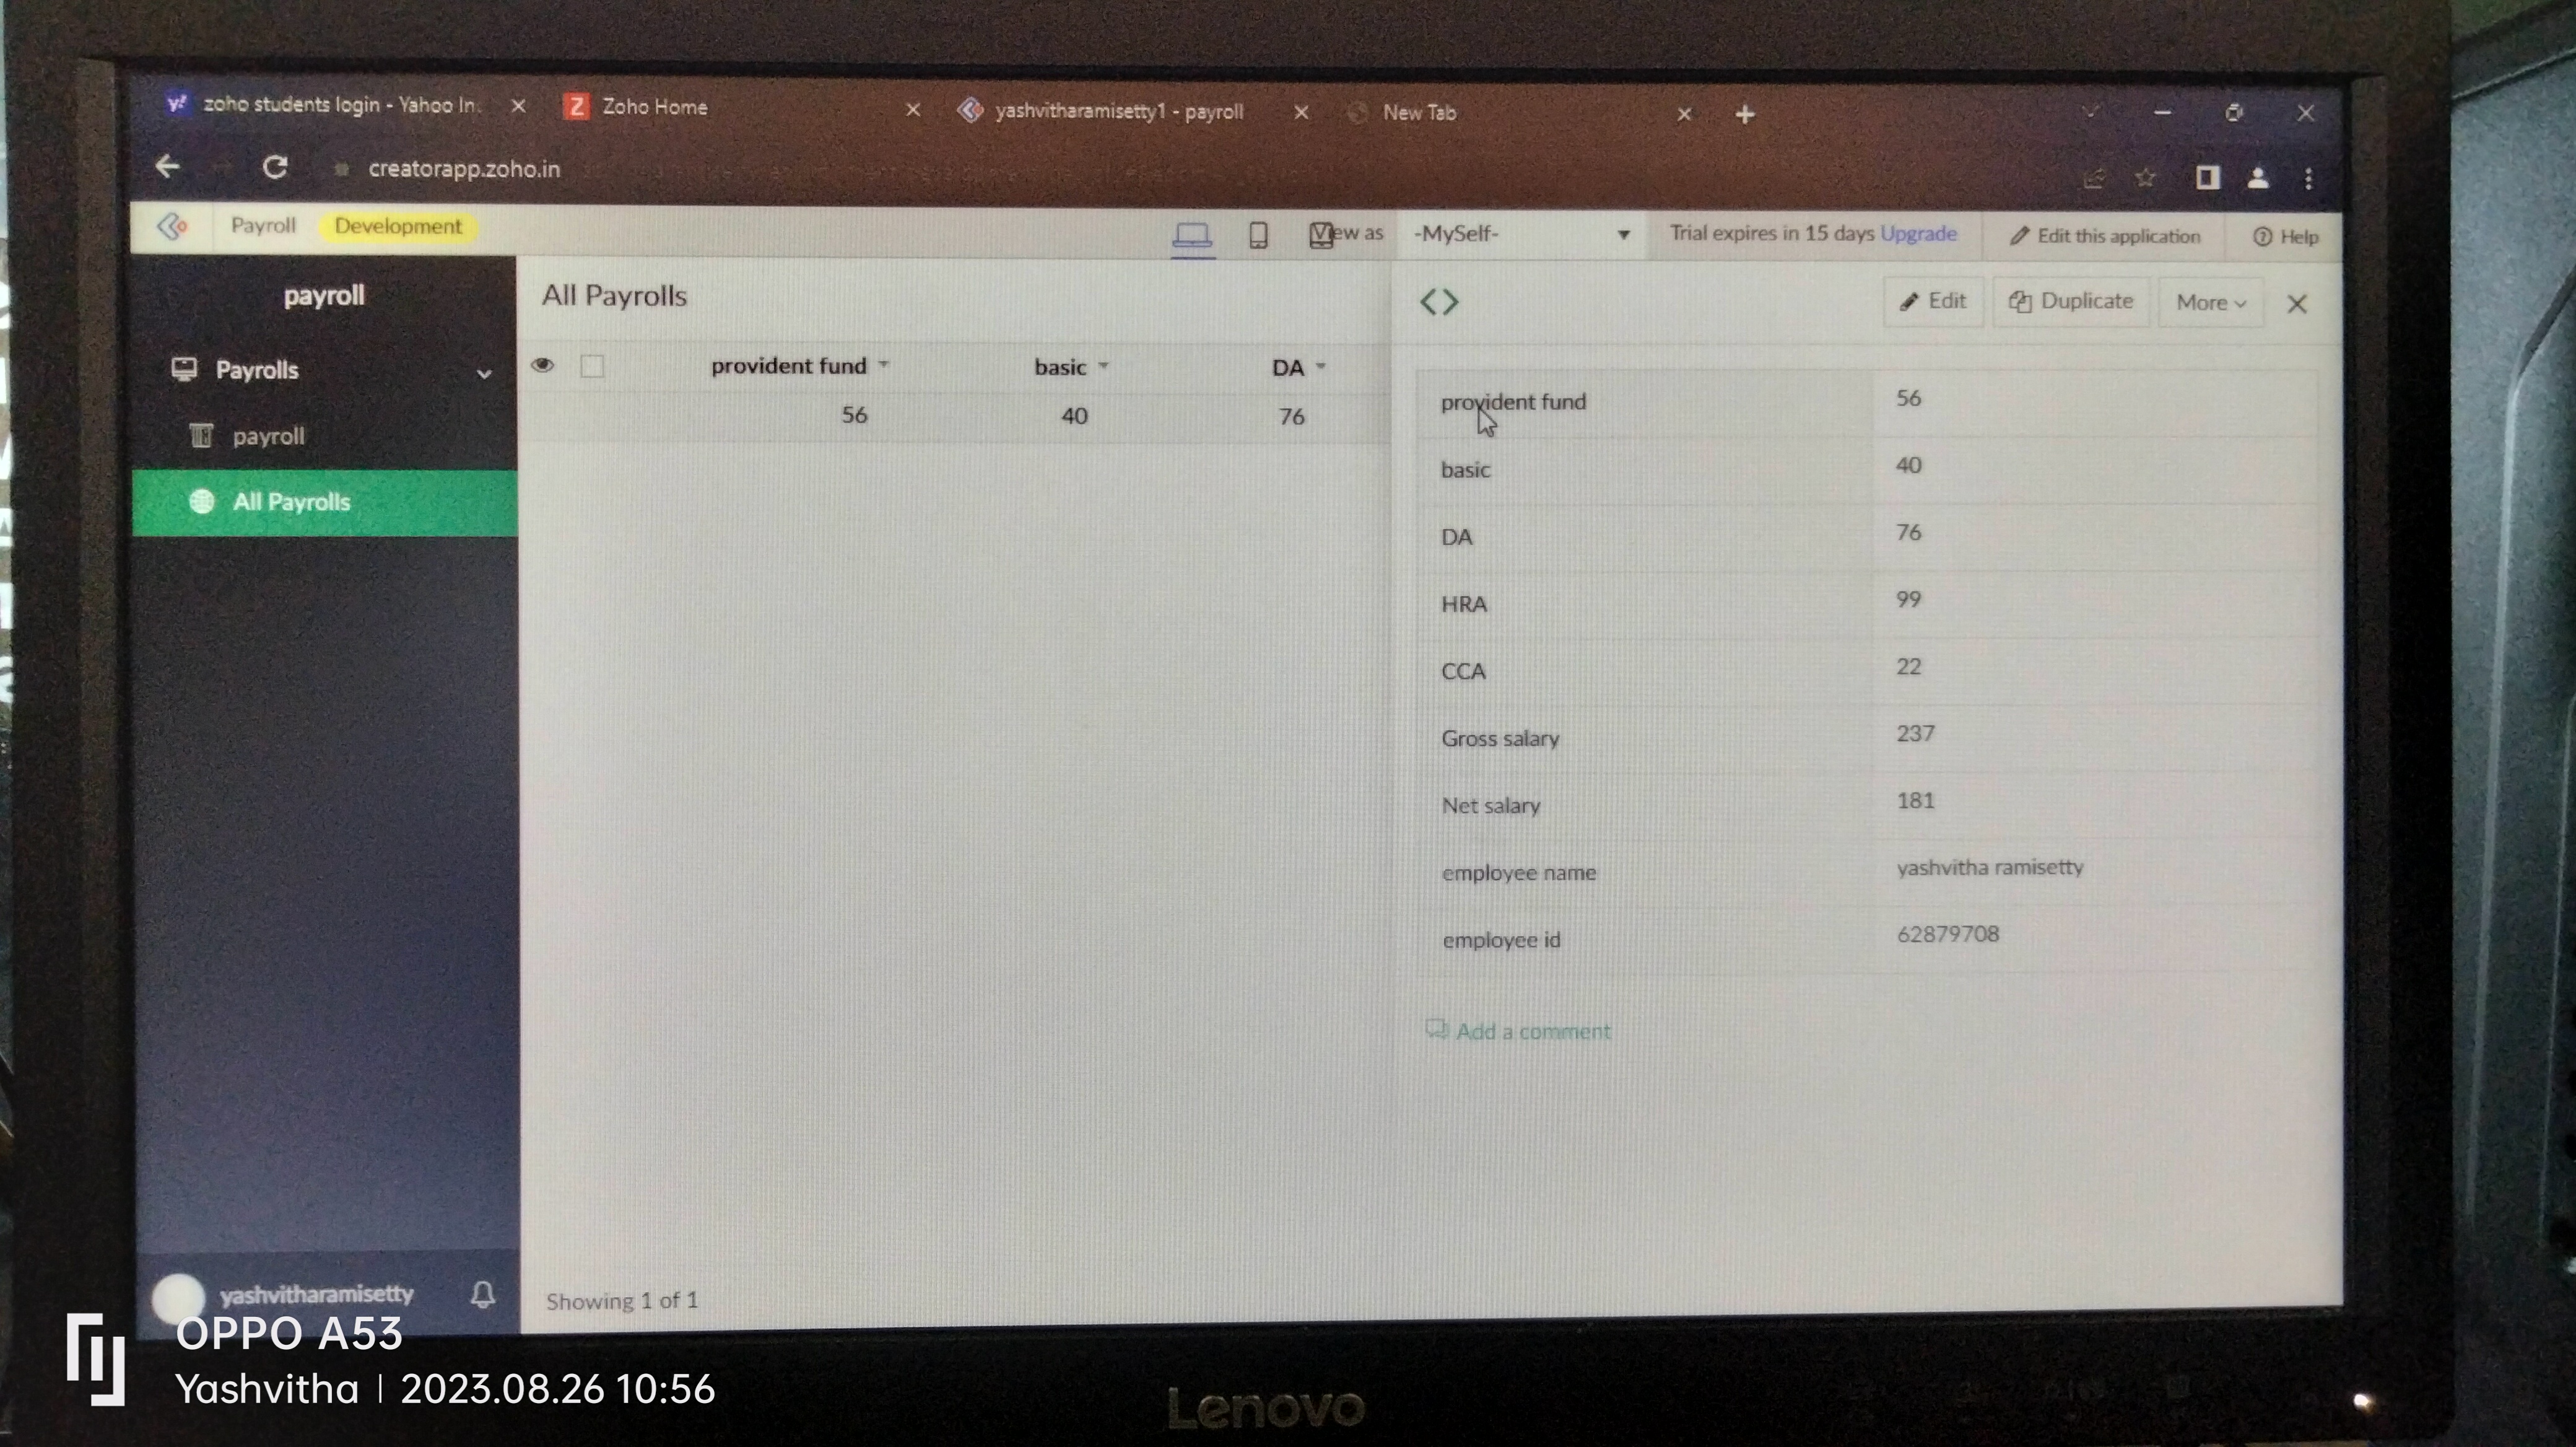 zoho students login - Yahoo In
Zoho Home
yashvitharamisetty1 - payroll
New Tab
creatorapp.zoho.in
Payroll
Development
View as
-MySelf-
Trial expires in 15 days Upgrade
Edit this application
Help
payroll
Payrolls
payroll
All Payrolls
yashvitharamisetty
All Payrolls
provident fund basic DA
56 40 76
Showing 1 of 1
Edit
Duplicate
More
provident fund 56
basic 40
DA 76
HRA 99
CCA 22
Gross salary 237
Net salary 181
employee name yashvitha ramisetty
employee id 62879708
Add a comment
OPPO A53
Yashvitha | 2023.08.26 10:56
Lenovo